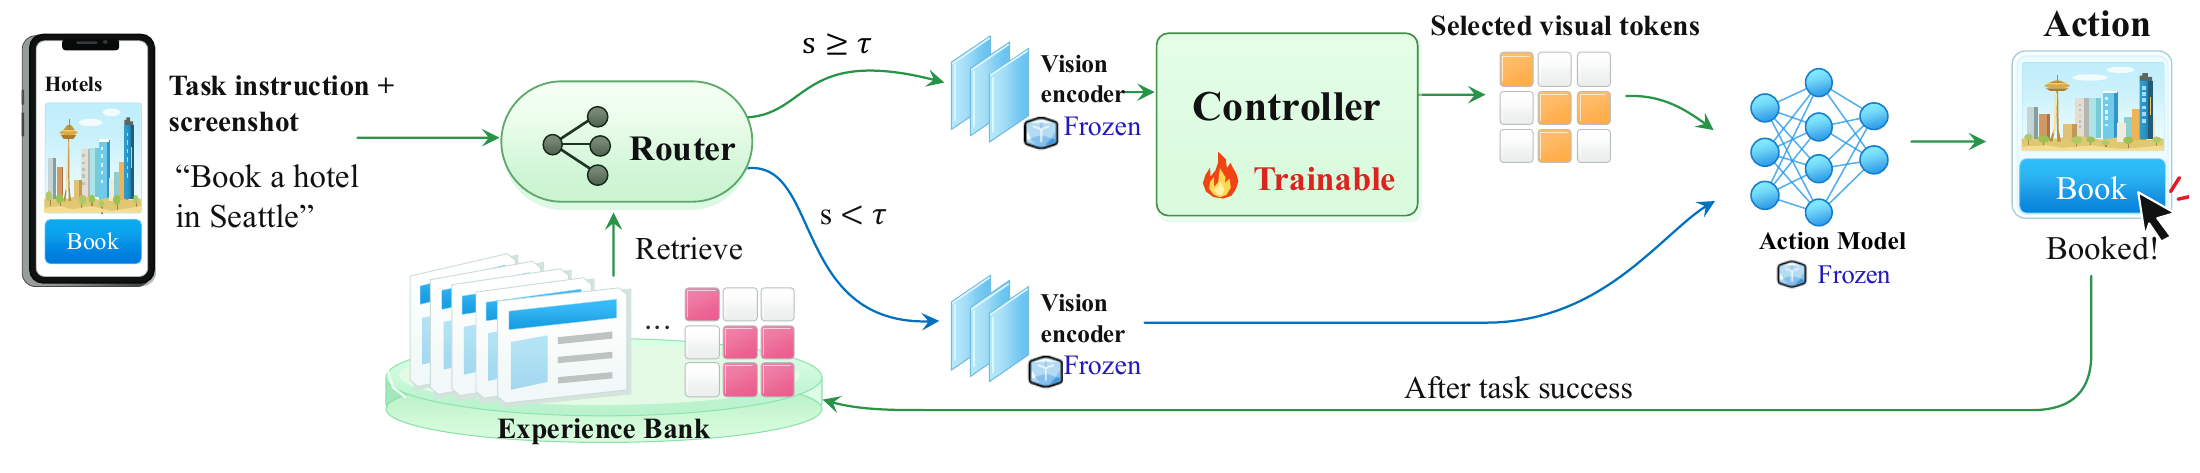 Hotels
Book
Task instruction +
screenshot
“Book a hotel
in Seattle”
Router
Retrieve
...
Experience Bank
s ≥ τ
s < τ
Vision
encoder
Frozen
Controller
Trainable
Selected visual tokens
Vision
encoder
Frozen
Action Model
Frozen
Action
Book
Booked!
After task success